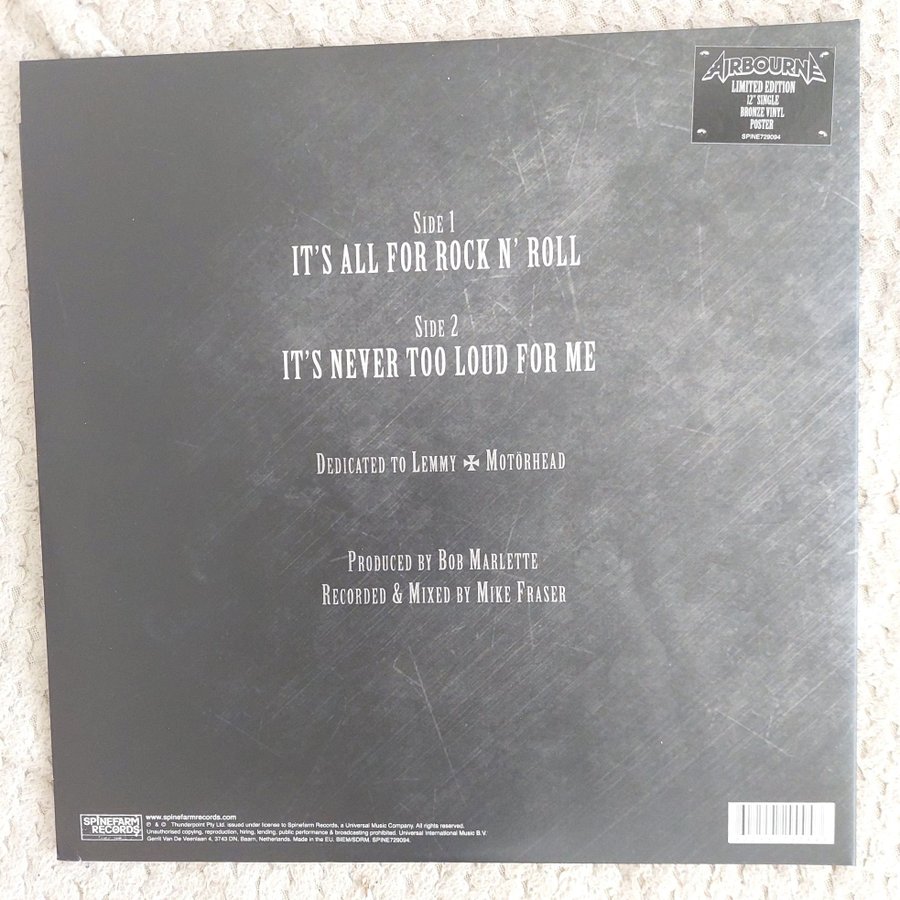 AIRBOURNE
LIMITED EDITION
12" SINGLE
BRONZE VINYL
POSTER
SPINE729094
SIDE 1
IT'S ALL FOR ROCK N' ROLL
SIDE 2
IT'S NEVER TOO LOUD FOR ME
DEDICATED TO LEMMY ✠ MOTÖRHEAD
PRODUCED BY BOB MARLETTE
RECORDED & MIXED BY MIKE FRASER
SPINEFARM
RECORDS
www.spinefarmrecords.com
℗ & © Thunderpoint Pty Ltd. issued under license to Spinefarm Records, a Universal Music Company. All rights reserved.
Unauthorised copying, reproduction, hiring, lending, public performance & broadcasting prohibited. Universal International Music B.V.
Gerrit Van De Veenlaan 4, 3743 DN, Baarn, Netherlands. Made in the EU. BIEM/SDRM. SPINE729094.